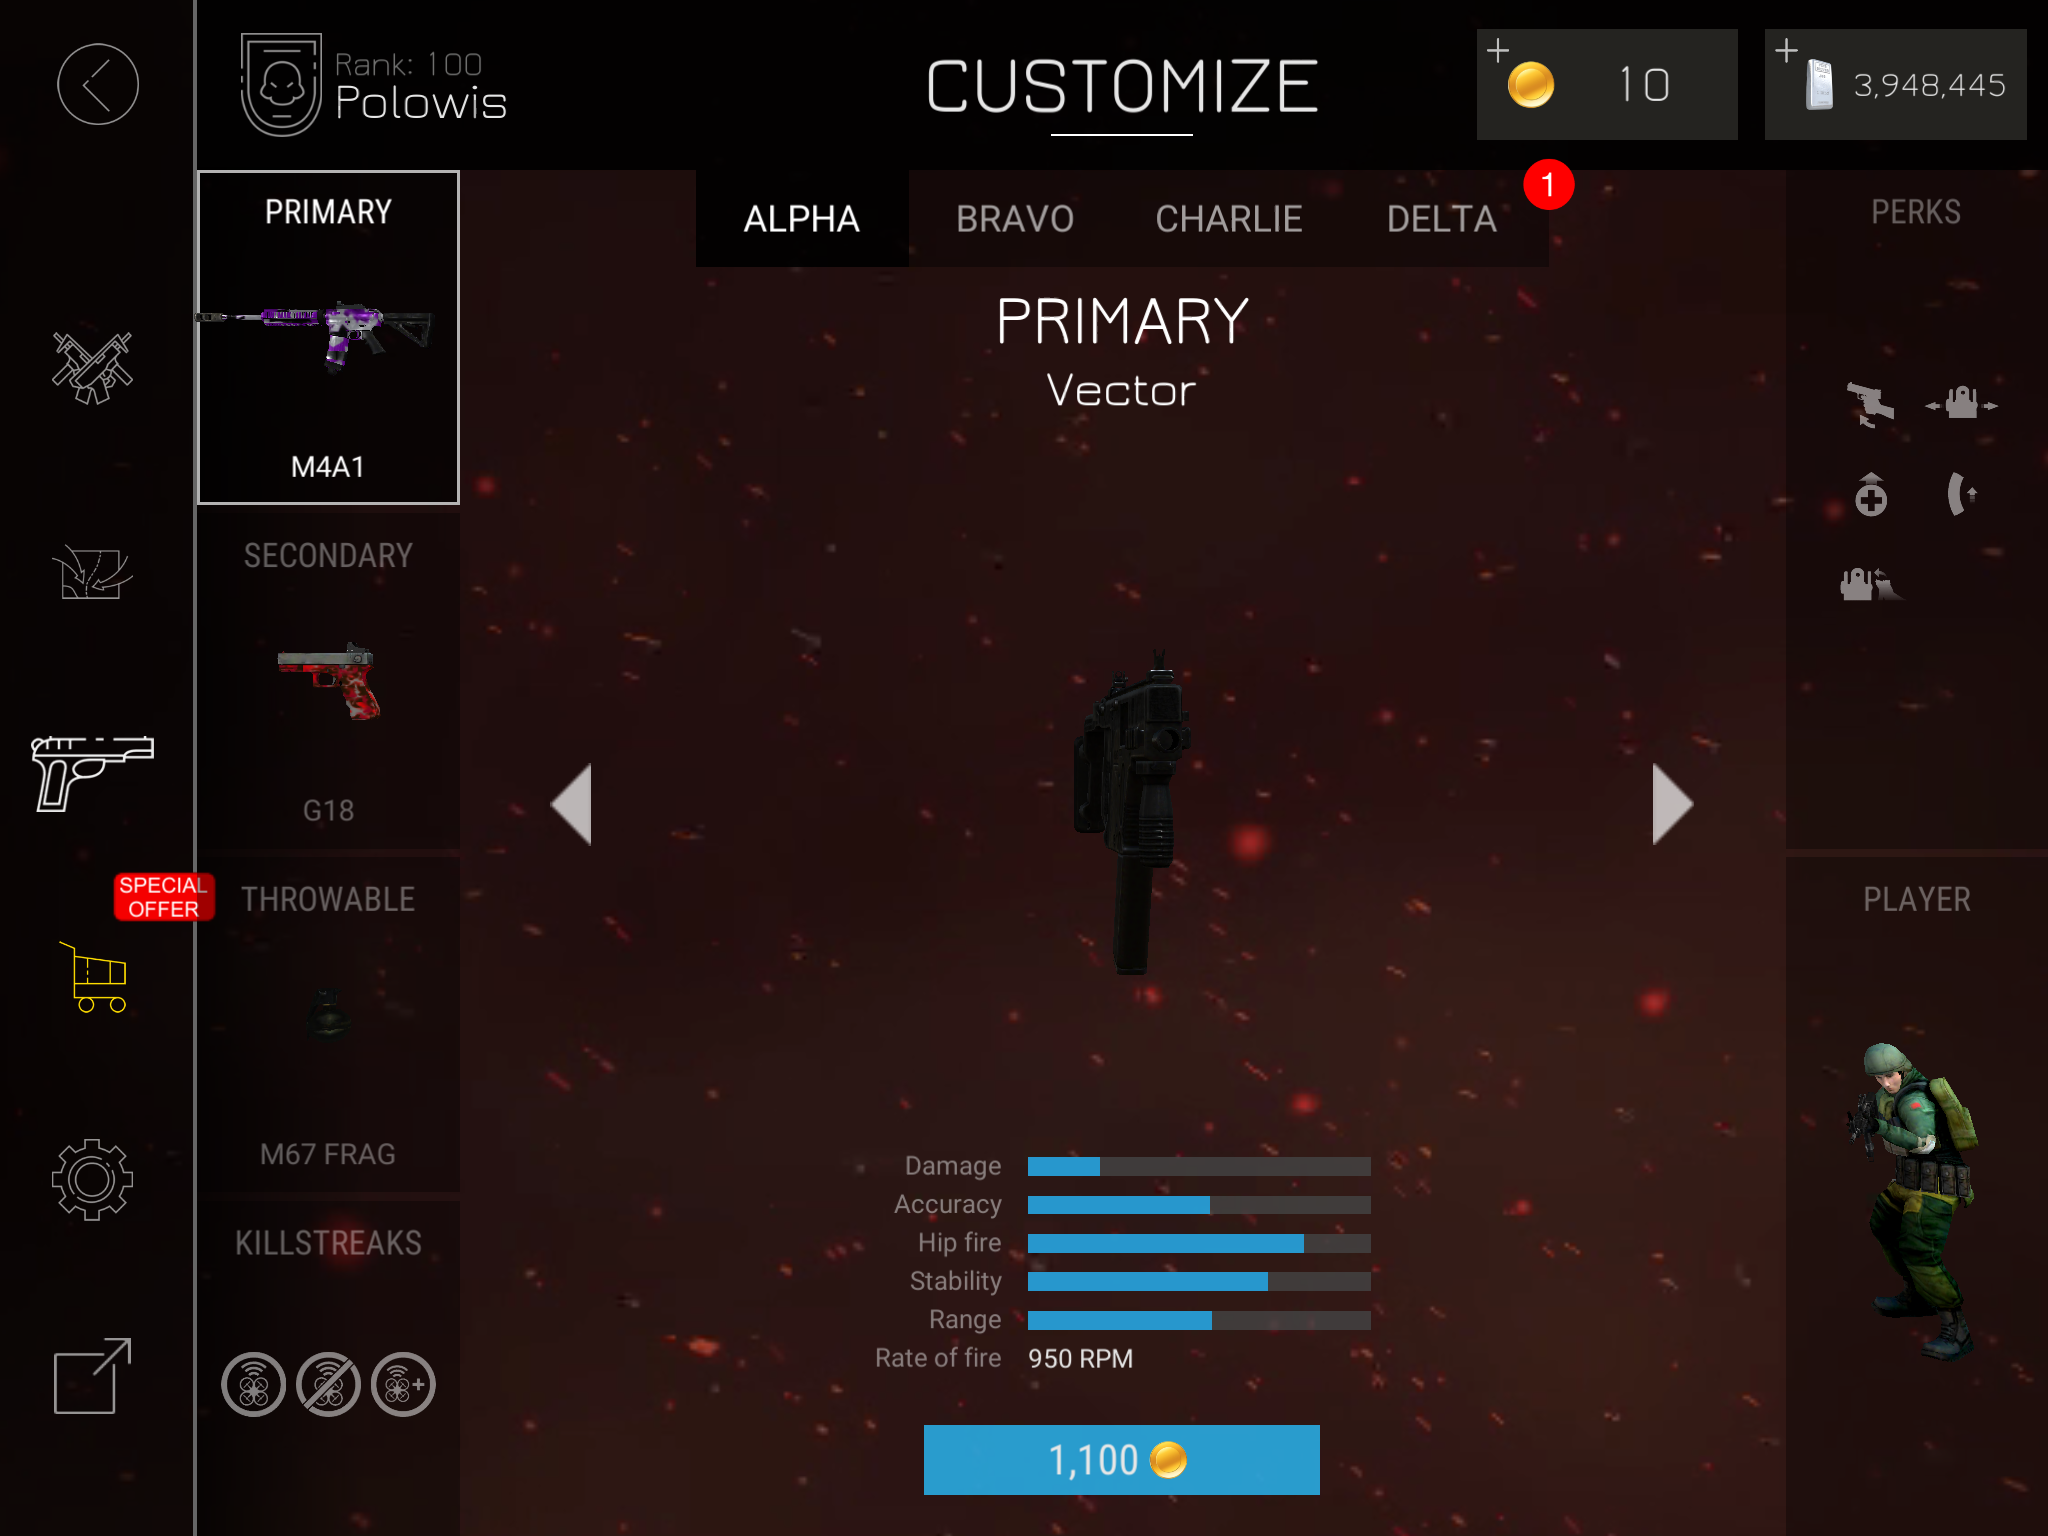 Rank: 100
Polowis
CUSTOMIZE
10
3,948,445
PRIMARY
M4A1
SECONDARY
G18
SPECIAL
OFFER
THROWABLE
M67 FRAG
KILLSTREAKS
ALPHA
BRAVO
CHARLIE
DELTA
1
PRIMARY
Vector
Damage
Accuracy
Hip fire
Stability
Range
Rate of fire 950 RPM
1,100
PERKS
PLAYER